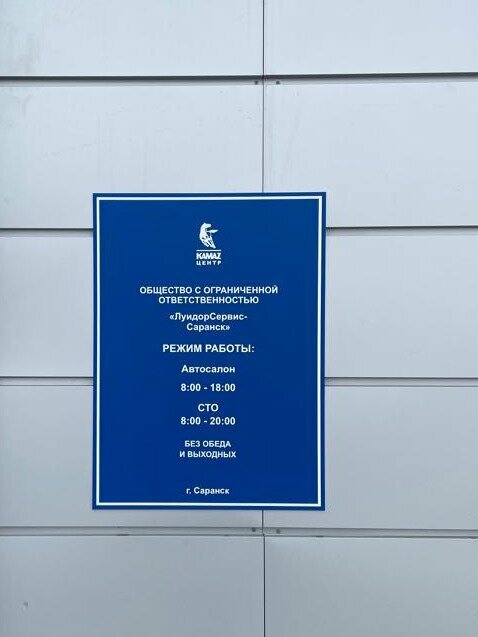 KAMAZ
ЦЕНТР
ОБЩЕСТВО С ОГРАНИЧЕННОЙ
ОТВЕТСТВЕННОСТЬЮ
«ЛуидорСервис-
Саранск»
РЕЖИМ РАБОТЫ:
Автосалон
8:00 - 18:00
СТО
8:00 - 20:00
БЕЗ ОБЕДА
И ВЫХОДНЫХ
г. Саранск